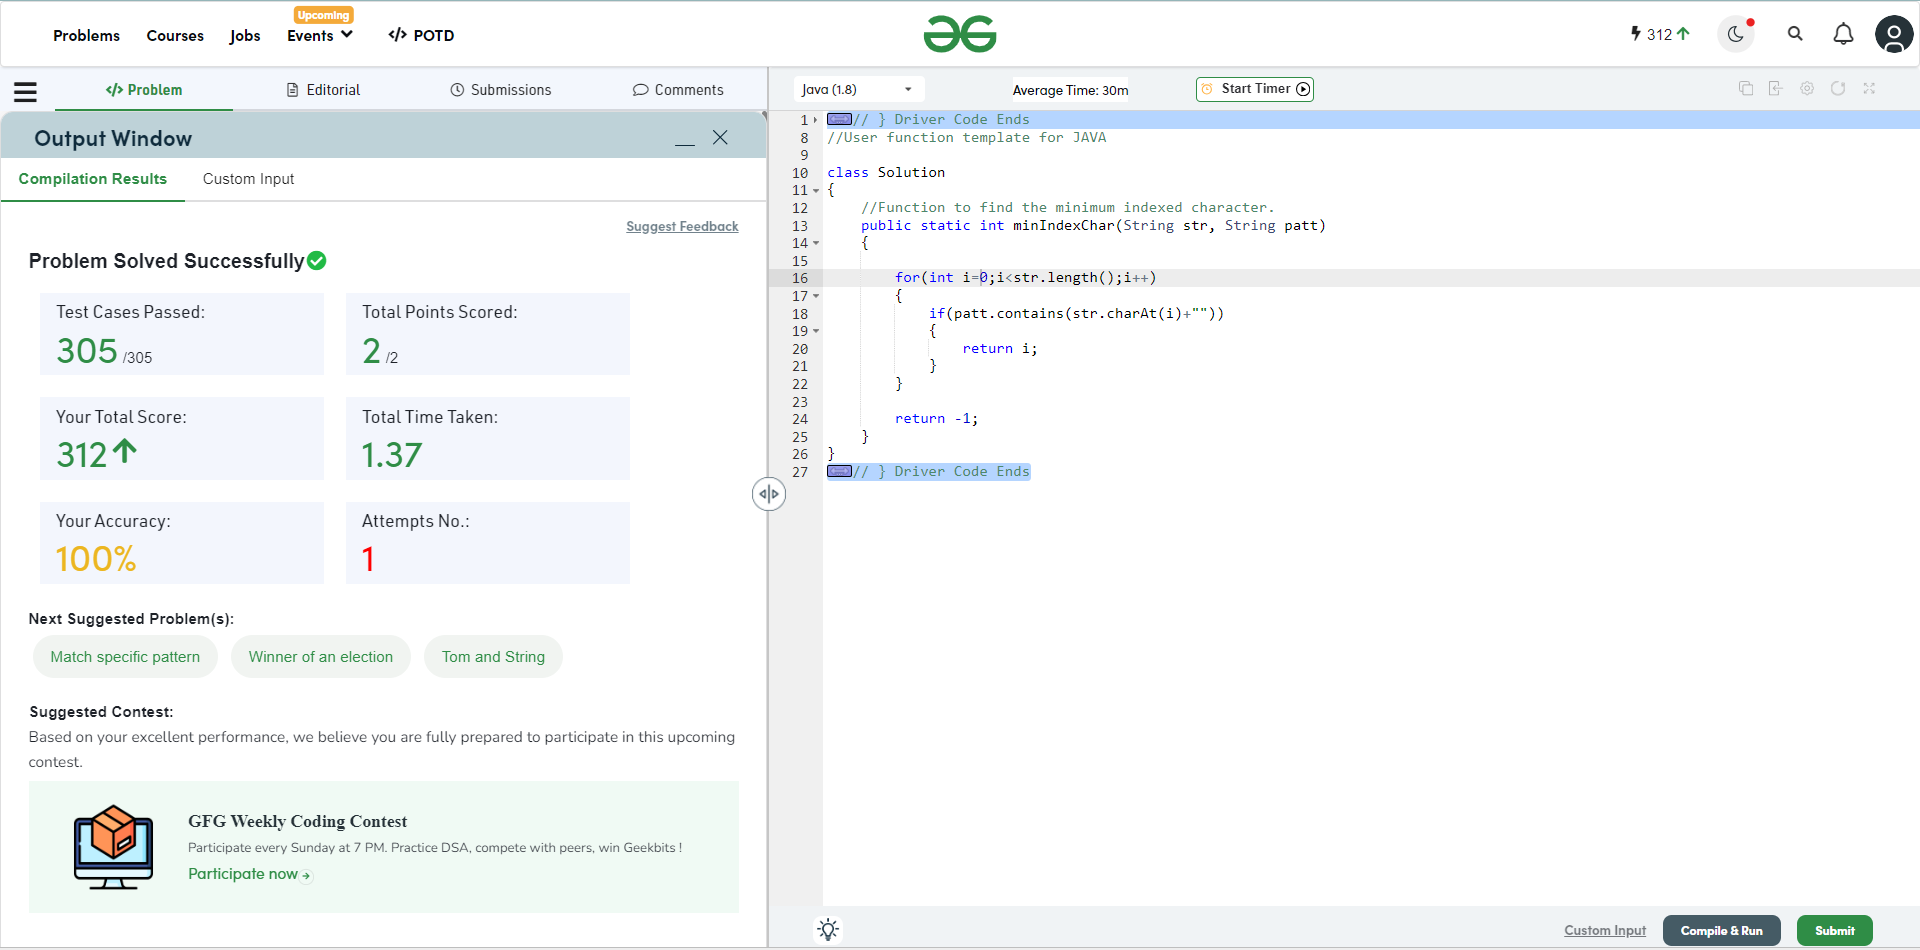 Problems
Courses
Jobs
Upcoming
Events
</> POTD
312
</> Problem
Editorial
Submissions
Comments
Output Window
Compilation Results
Custom Input
Suggest Feedback
Problem Solved Successfully
Test Cases Passed:
305 /305
Total Points Scored:
2 /2
Your Total Score:
312
Total Time Taken:
1.37
Your Accuracy:
100%
Attempts No.:
1
Next Suggested Problem(s):
Match specific pattern
Winner of an election
Tom and String
Suggested Contest:
Based on your excellent performance, we believe you are fully prepared to participate in this upcoming
contest.
GFG Weekly Coding Contest
Participate every Sunday at 7 PM. Practice DSA, compete with peers, win Geekbits !
Participate now
Java (1.8)
Average Time: 30m
Start Timer
1 // } Driver Code Ends
8 //User function template for JAVA
9
10 class Solution
11 {
12 //Function to find the minimum indexed character.
13 public static int minIndexChar(String str, String patt)
14 {
15
16 for(int i=0;i<str.length();i++)
17 {
18 if(patt.contains(str.charAt(i)+""))
19 {
20 return i;
21 }
22 }
23
24 return -1;
25 }
26 }
27 // } Driver Code Ends
Custom Input
Compile & Run
Submit